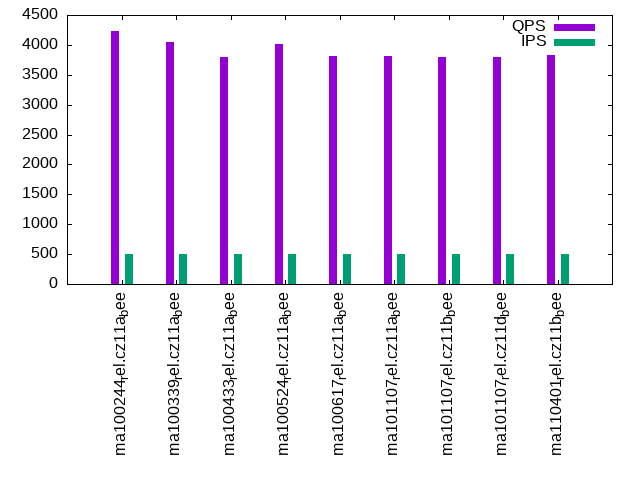 4500
4000
3500
3000
2500
2000
1500
1000
500
0
QPS
IPS
ma100244rel.cz11abee
ma100339rel.cz11abee
ma100433rel.cz11abee
ma100524rel.cz11abee
ma100617rel.cz11abee
ma101107rel.cz11abee
ma101107rel.cz11bbee
ma101107rel.cz11dbee
ma110401rel.cz11bbee